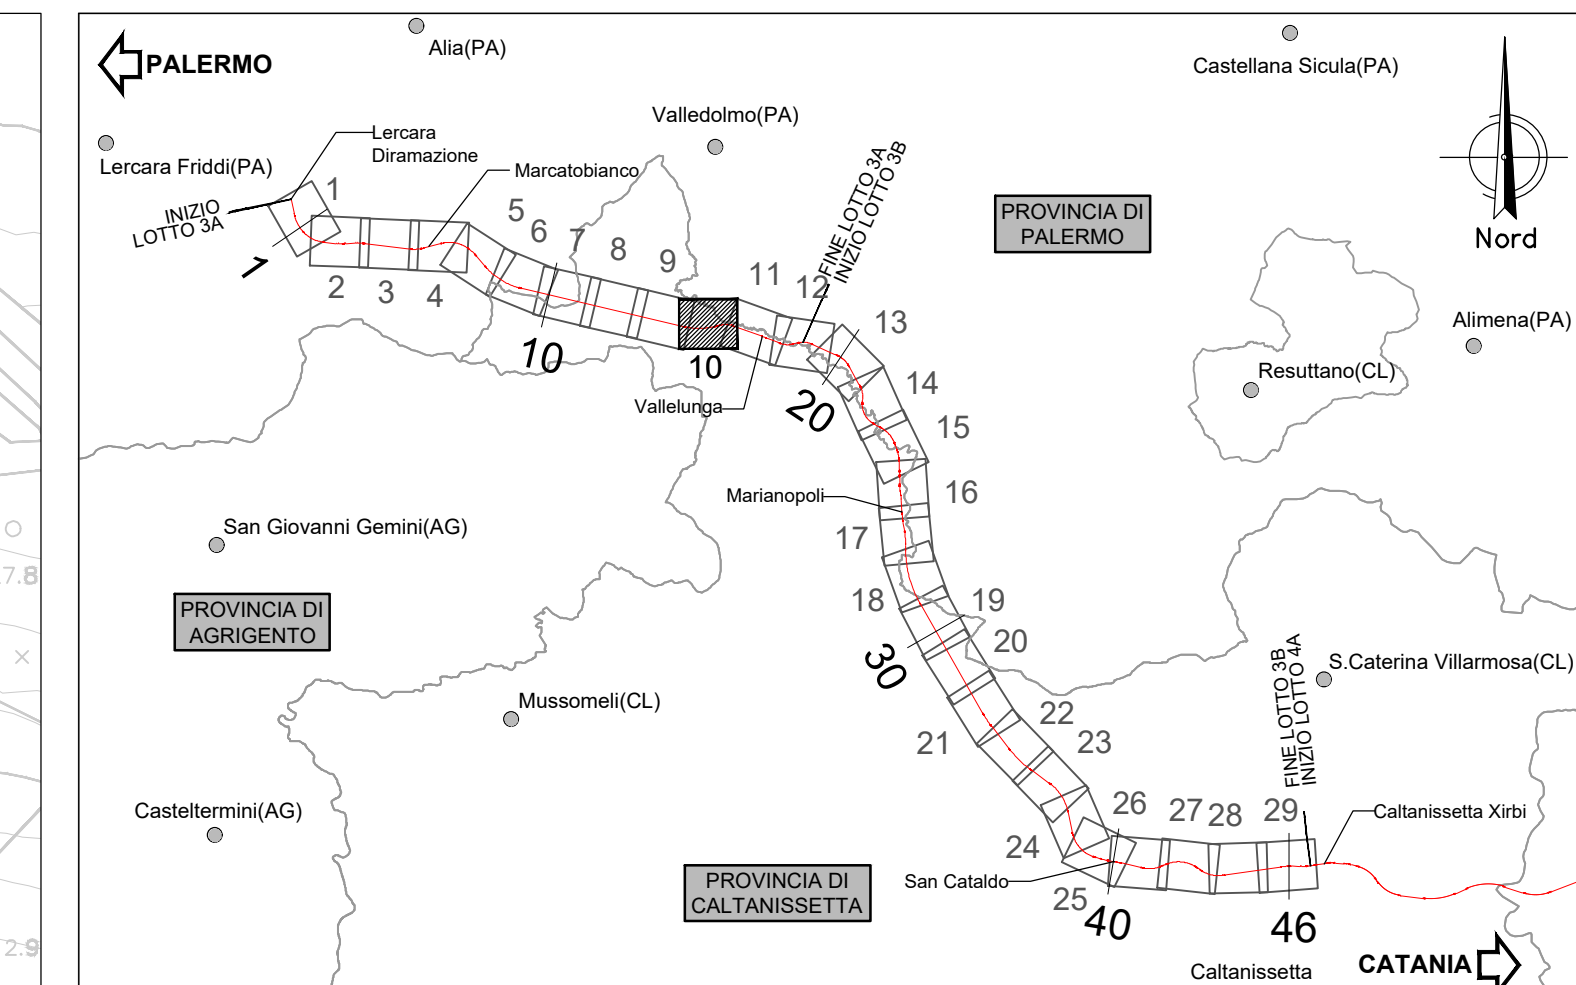 PALERMO
Alia(PA)
Castellana Sicula(PA)
Valledolmo(PA)
Lercara
Diramazione
Lercara Friddi(PA)
Marcatobianco
INIZIO
LOTTO 3A
FINE LOTTO 3A
INIZIO LOTTO 3B
PROVINCIA DI
PALERMO
Nord
1
1
2
3
4
5
6
7
8
9
10
10
11
12
13
Alimena(PA)
Resuttano(CL)
Vallelunga
20
14
15
Marianopoli
16
17
San Giovanni Gemini(AG)
7.8
PROVINCIA DI
AGRIGENTO
18
19
20
30
S.Caterina Villarmosa(CL)
FINE LOTTO 3B
INIZIO LOTTO 4A
Mussomeli(CL)
21
22
23
Casteltermini(AG)
24
25
26
27
28
29
Caltanissetta Xirbi
San Cataldo
PROVINCIA DI
CALTANISSETTA
40
46
2.9
Caltanissetta
CATANIA